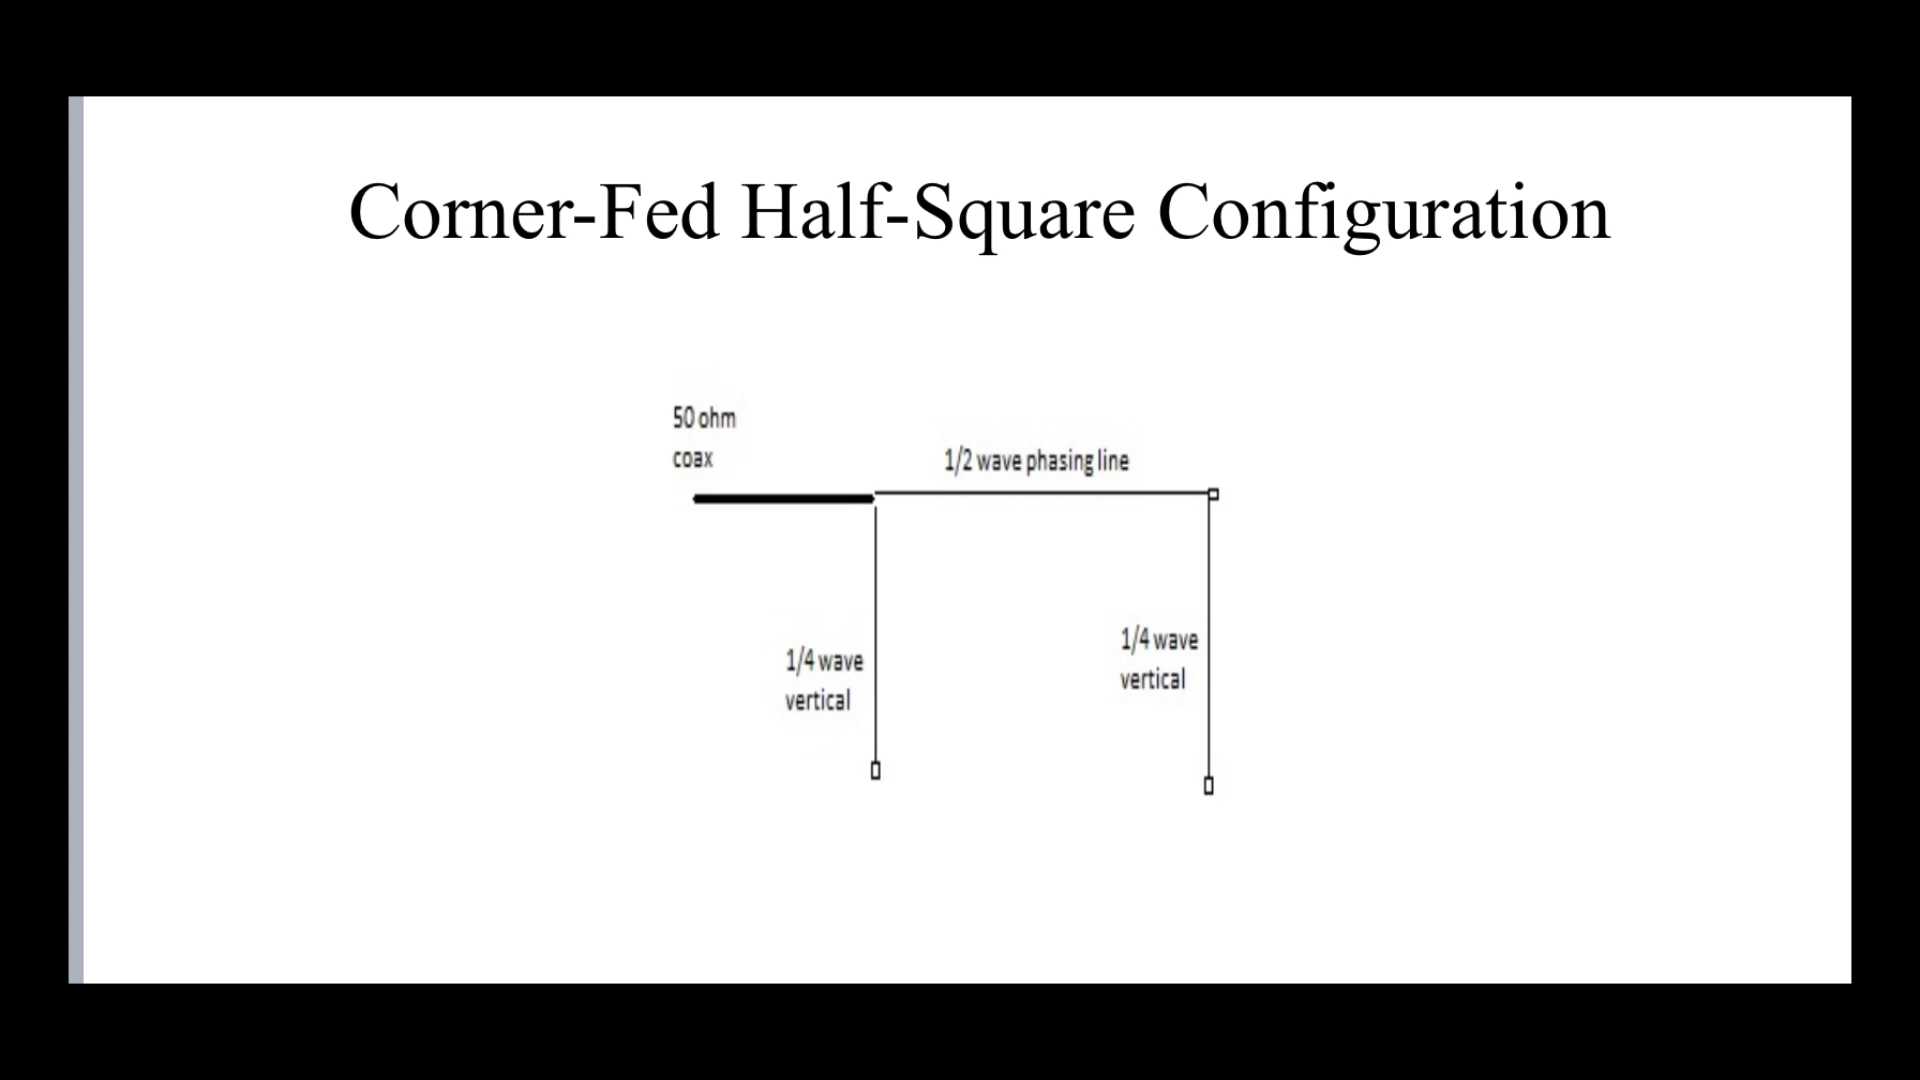 Corner-Fed Half-Square Configuration
50 ohm
coax
1/2 wave phasing line
1/4 wave
vertical
1/4 wave
vertical